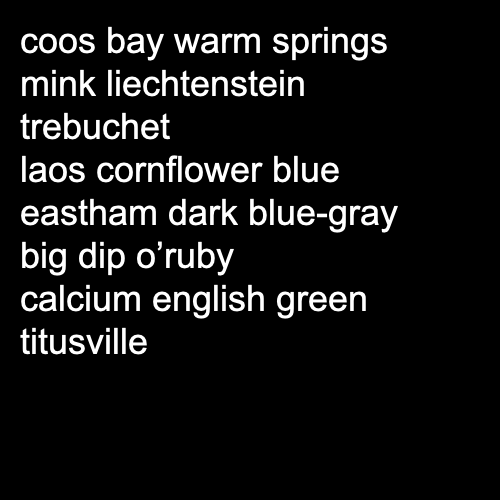 coos bay warm springs
mink liechtenstein
trebuchet
laos cornflower blue
eastham dark blue-gray
big dip o’ruby
calcium english green
titusville